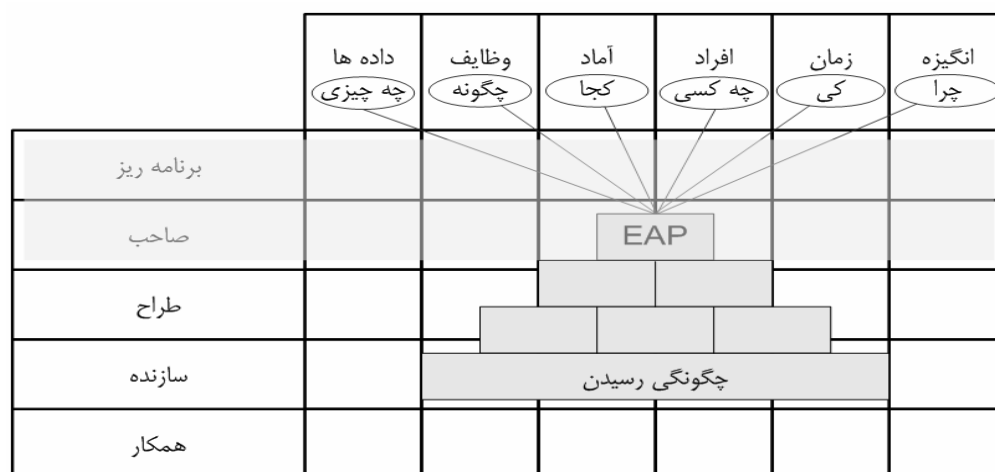 انگیزه زمان افراد آماد وظایف داده ها
چرا کی چه کسی کجا چگونه چه چیزی
برنامه ریز
صاحب
EAP
طراح
سازنده
چگونگی رسیدن
همکار